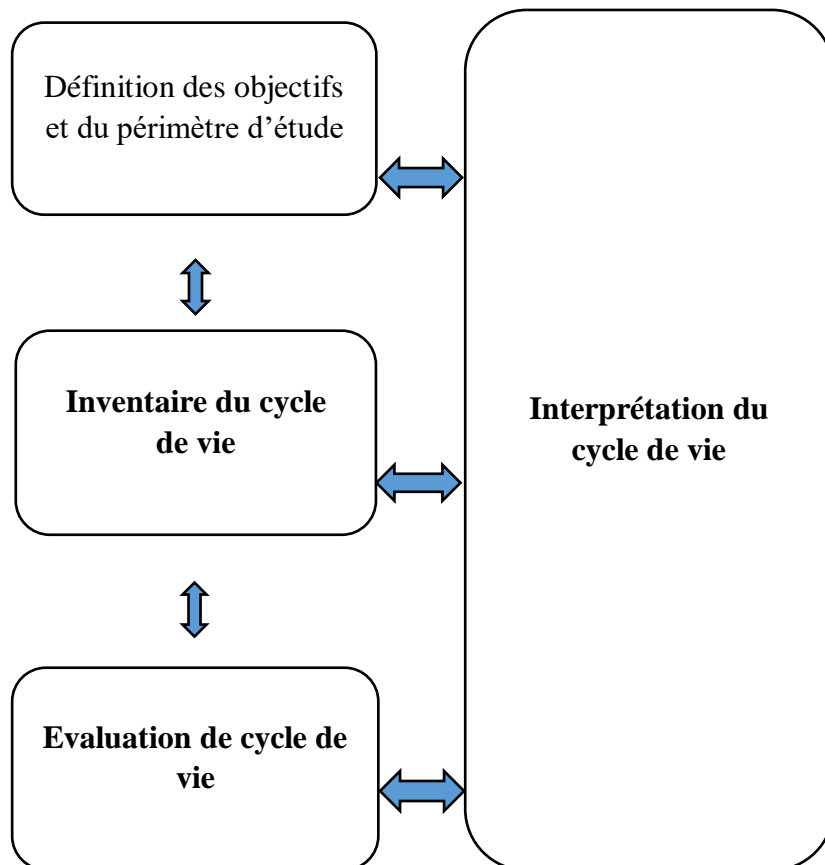 Définition des objectifs
et du périmètre d'étude
Inventaire du cycle
de vie
Interprétation du
cycle de vie
Evaluation de cycle de
vie